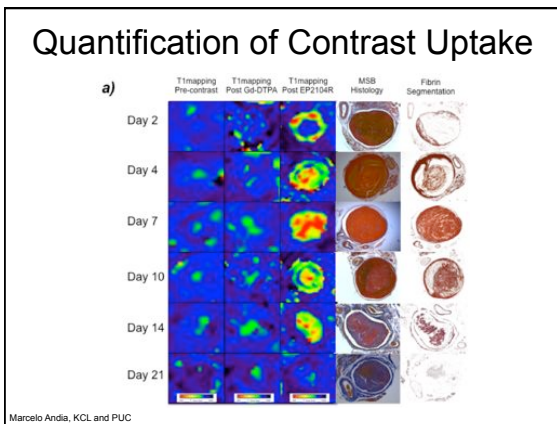 Quantification of Contrast Uptake
a)
T1mapping Pre-contrast
T1mapping Post Gd-DTPA
T1mapping Post EP2104R
MSB Histology
Fibrin Segmentation
Day 2
Day 4
Day 7
Day 10
Day 14
Day 21
Marcelo Andia, KCL and PUC